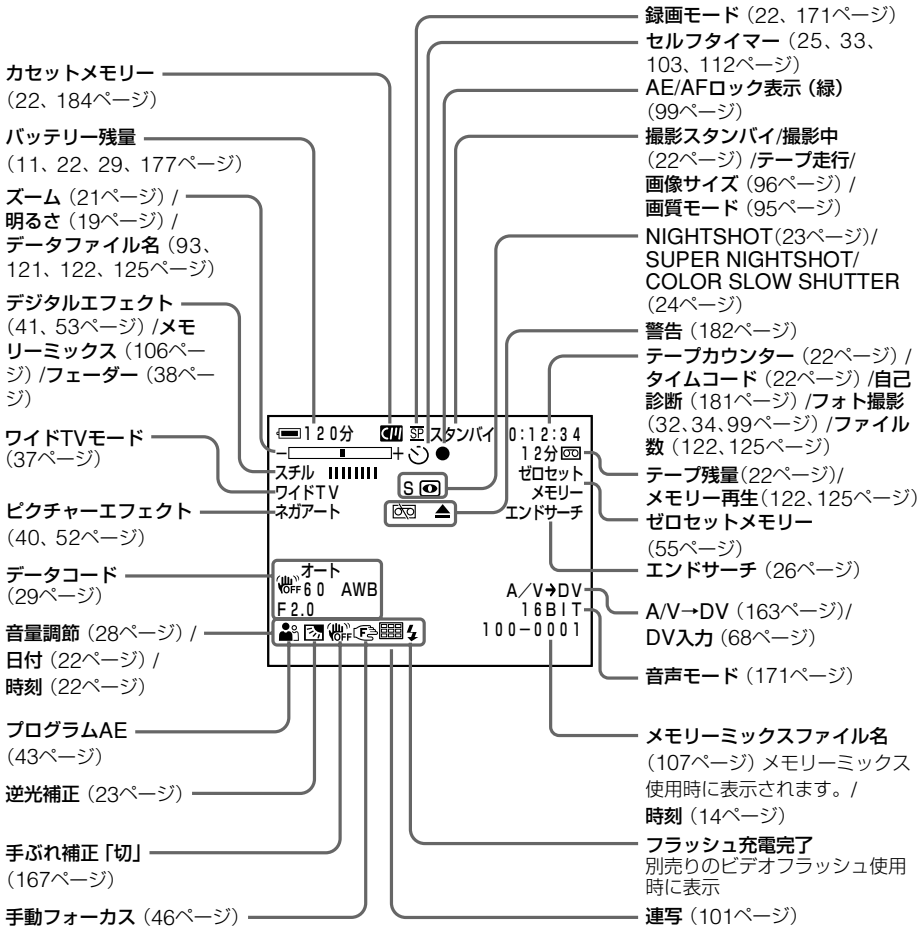 カセットメモリー
（22、184ページ）
バッテリー残量
（11、22、29、177ページ）
ズーム（21ページ）/
明るさ（19ページ）/
データファイル名（93、
121、122、125ページ）
デジタルエフェクト
（41、53ページ）/メモ
リーミックス（106ペー
ジ）/フェーダー（38ペー
ジ）
ワイドTVモード
（37ページ）
ピクチャーエフェクト
（40、52ページ）
データコード
（29ページ）
音量調節（28ページ）/
日付（22ページ）/
時刻（22ページ）
プログラムAE
（43ページ）
逆光補正（23ページ）
手ぶれ補正「切」
（167ページ）
手動フォーカス（46ページ）
120分 SP スタンバイ 0:12:34
− + 12分
スチル ゼロセット
ワイドTV S メモリー
ネガアート エンドサーチ
オート
OFF 60 AWB A/V→DV
F2.0 16BIT
OFF F 100−0001
録画モード（22、171ページ）
セルフタイマー（25、33、
103、112ページ）
AE/AFロック表示（緑）
（99ページ）
撮影スタンバイ/撮影中
（22ページ）/テープ走行/
画像サイズ（96ページ）/
画質モード（95ページ）
NIGHTSHOT（23ページ）/
SUPER NIGHTSHOT/
COLOR SLOW SHUTTER
（24ページ）
警告（182ページ）
テープカウンター（22ページ）/
タイムコード（22ページ）/自己
診断（181ページ）/フォト撮影
（32、34、99ページ）/ファイル
数（122、125ページ）
テープ残量（22ページ）/
メモリー再生（122、125ページ）
ゼロセットメモリー
（55ページ）
エンドサーチ（26ページ）
A/V→DV（163ページ）/
DV入力（68ページ）
音声モード（171ページ）
メモリーミックスファイル名
（107ページ）メモリーミックス
使用時に表示されます。/
時刻（14ページ）
フラッシュ充電完了
別売りのビデオフラッシュ使用
時に表示
連写（101ページ）